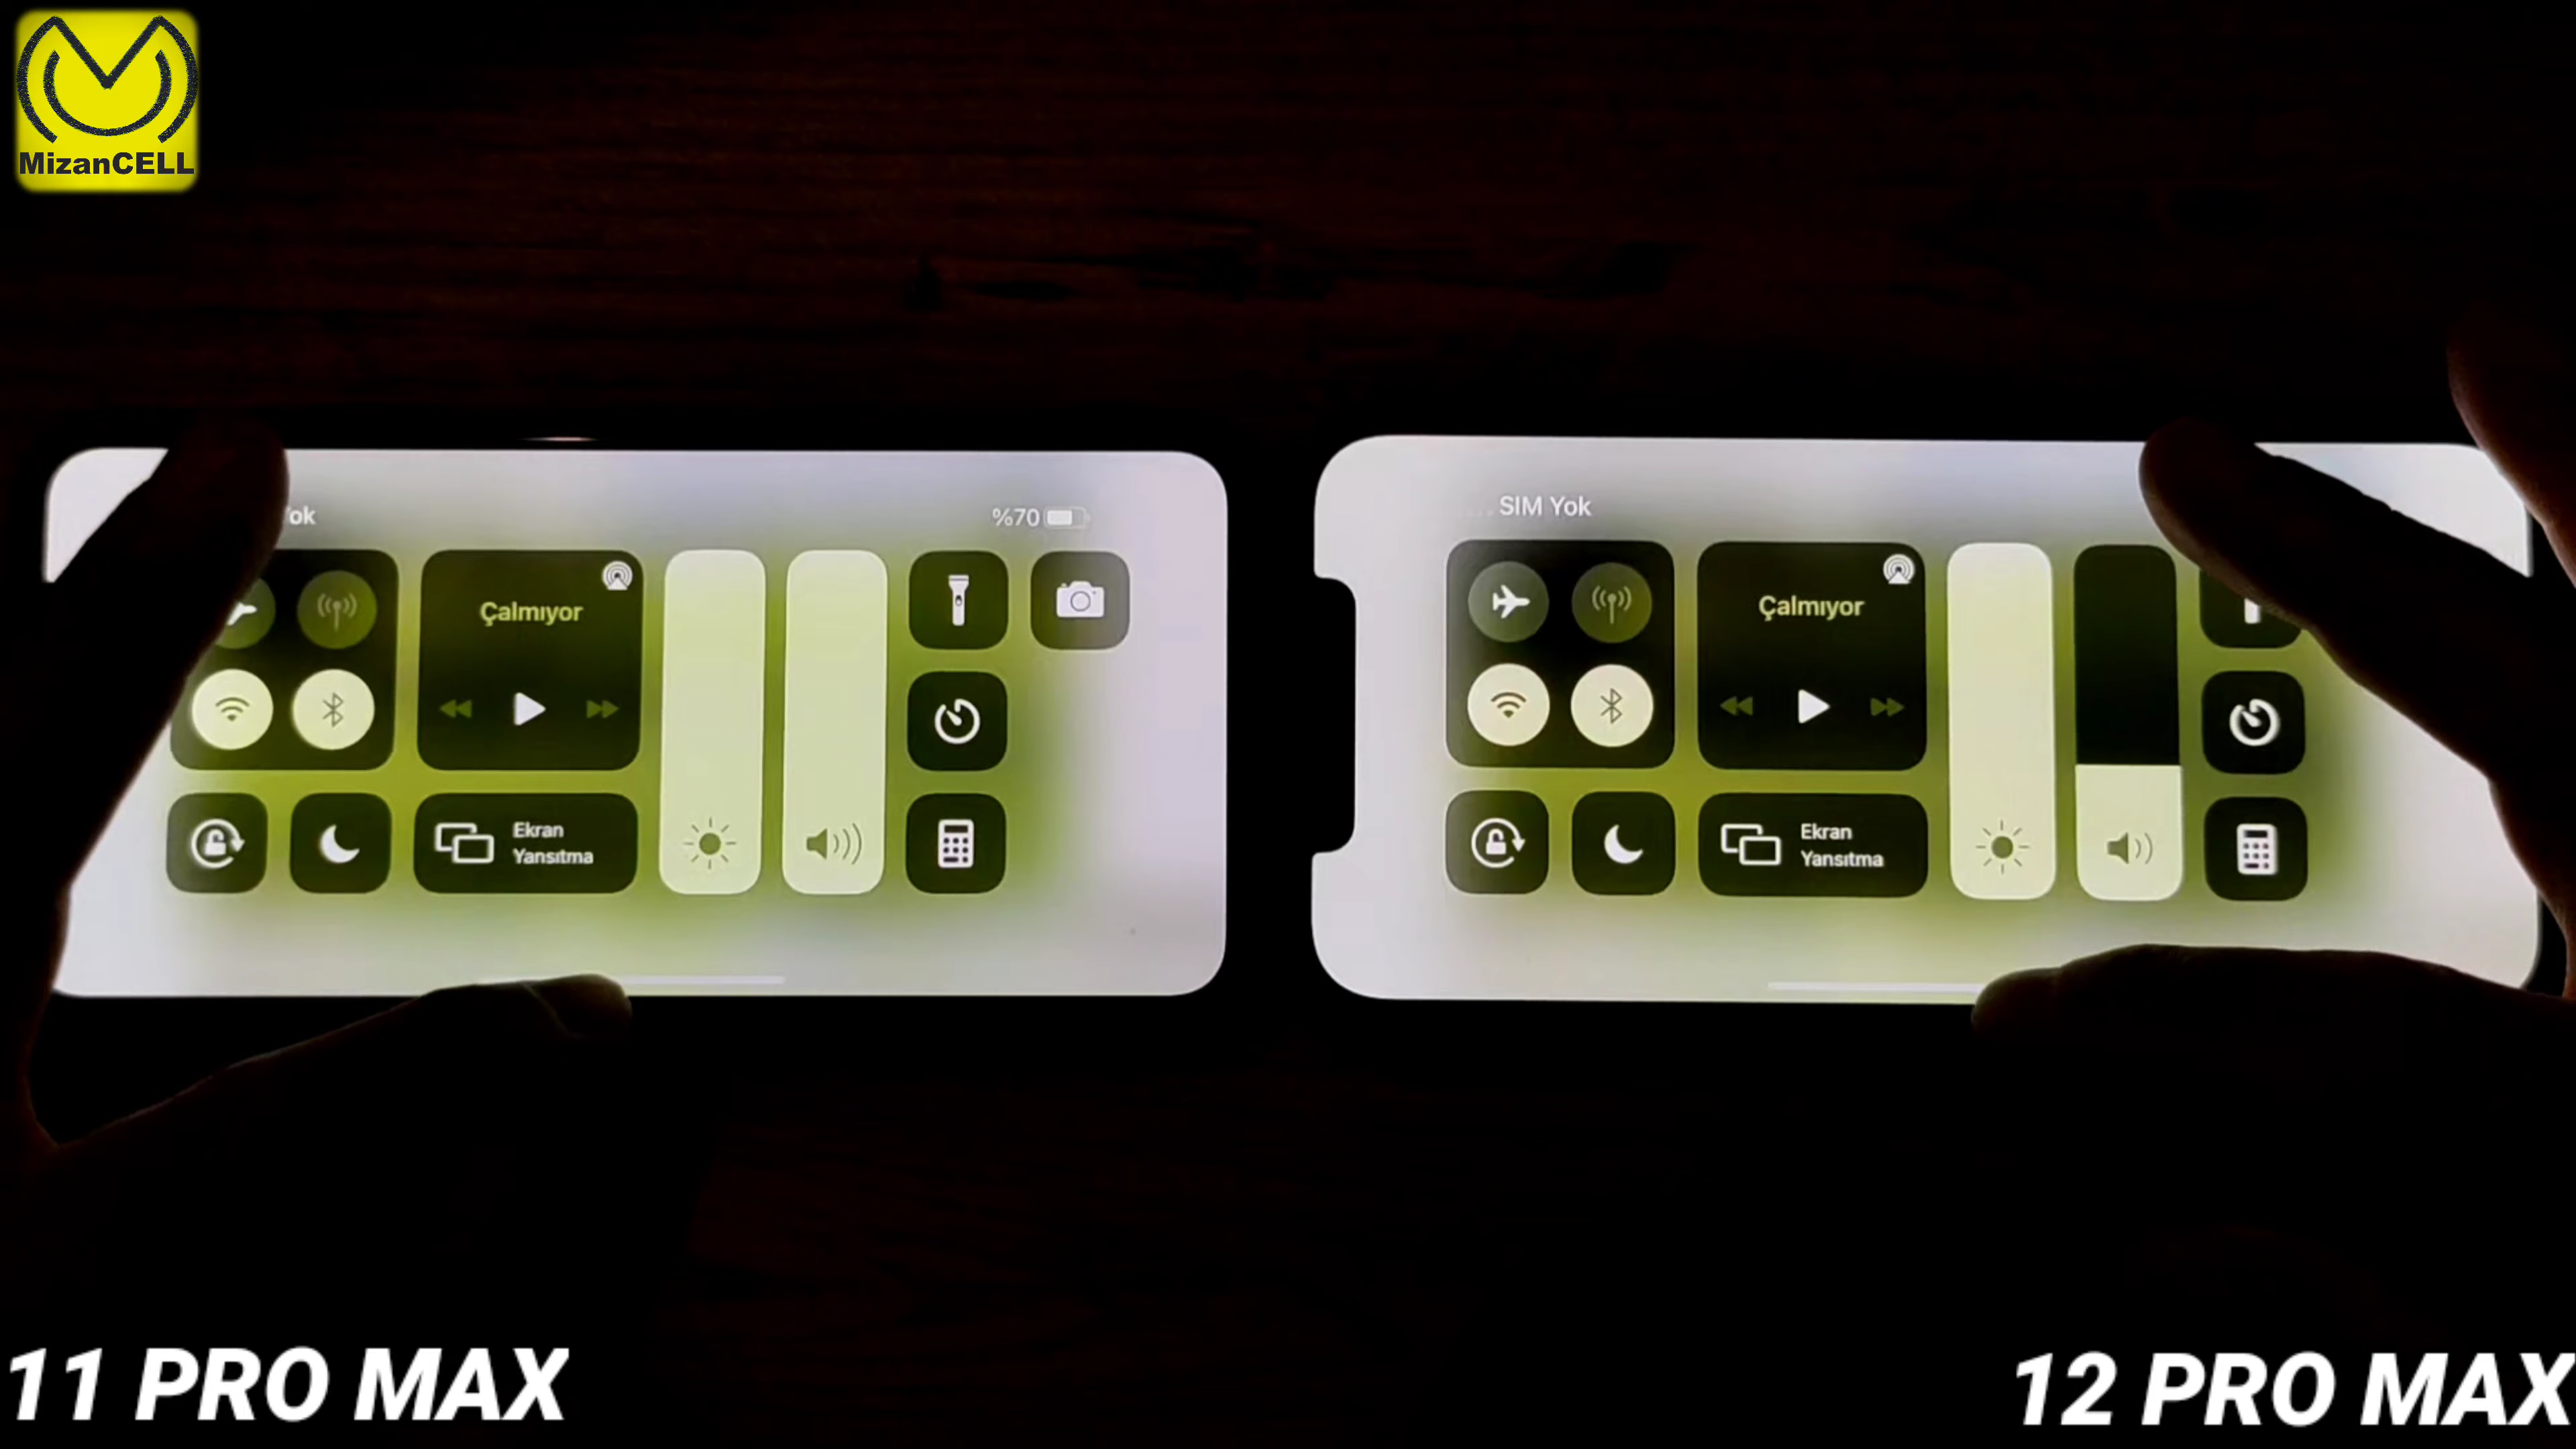 MizanCELL
%70
Çalmıyor
Ekran
Yansıtma
SIM Yok
Çalmıyor
Ekran
Yansıtma
11 PRO MAX
12 PRO MAX